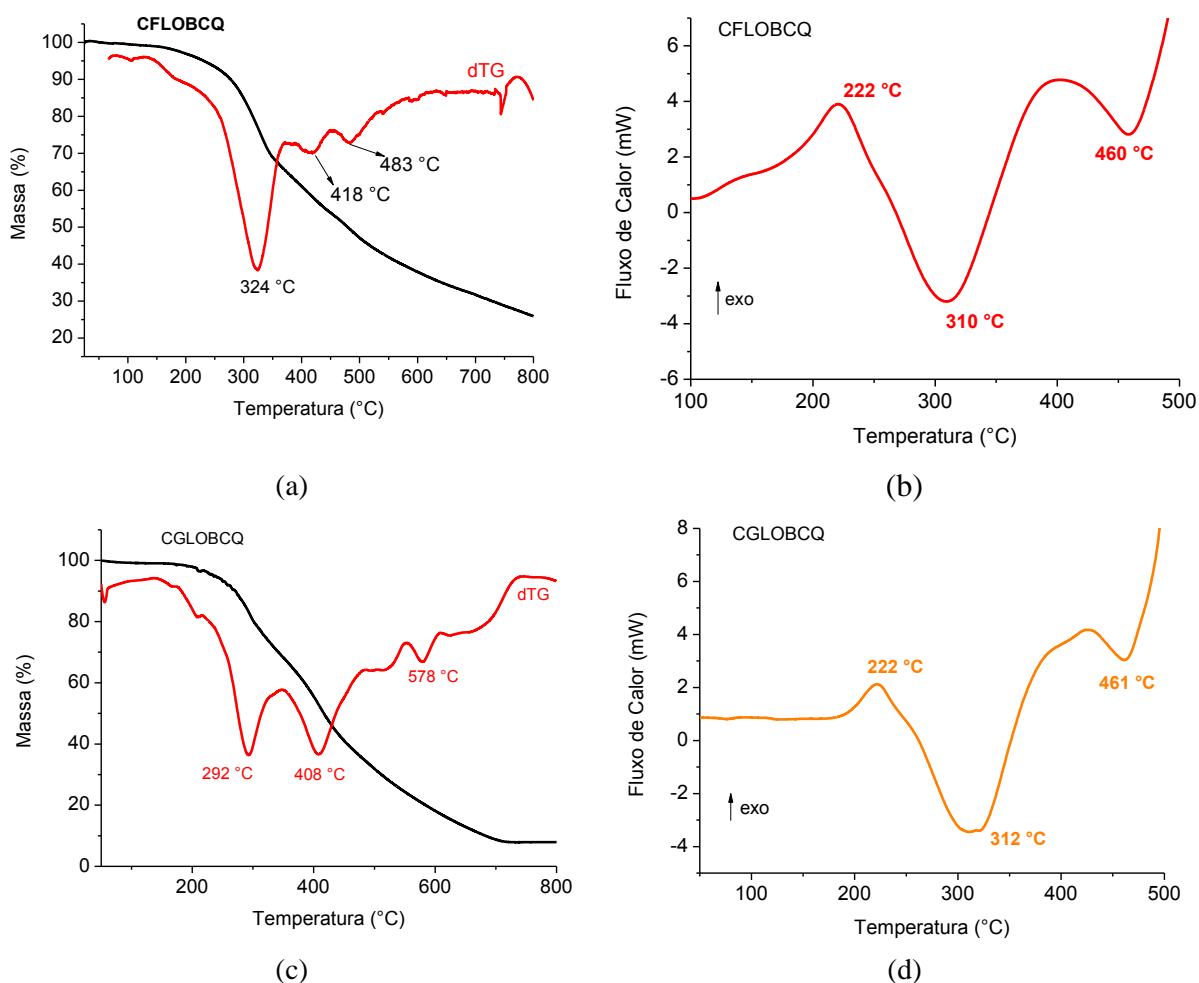 CFLOBCQ
100
90
80
70
60
50
40
30
20
Massa (%)
dTG
483 °C
418 °C
324 °C
100 200 300 400 500 600 700 800
Temperatura (°C)
(a)
CFLOBCQ
6
4
2
0
-2
-4
-6
Fluxo de Calor (mW)
222 °C
460 °C
310 °C
exo
100 200 300 400 500
Temperatura (°C)
(b)
CGLOBCQ
100
80
60
40
20
0
Massa (%)
dTG
578 °C
292 °C
408 °C
200 400 600 800
Temperatura (°C)
(c)
CGLOBCQ
8
6
4
2
0
-2
-4
Fluxo de Calor (mW)
222 °C
461 °C
312 °C
exo
100 200 300 400 500
Temperatura (°C)
(d)